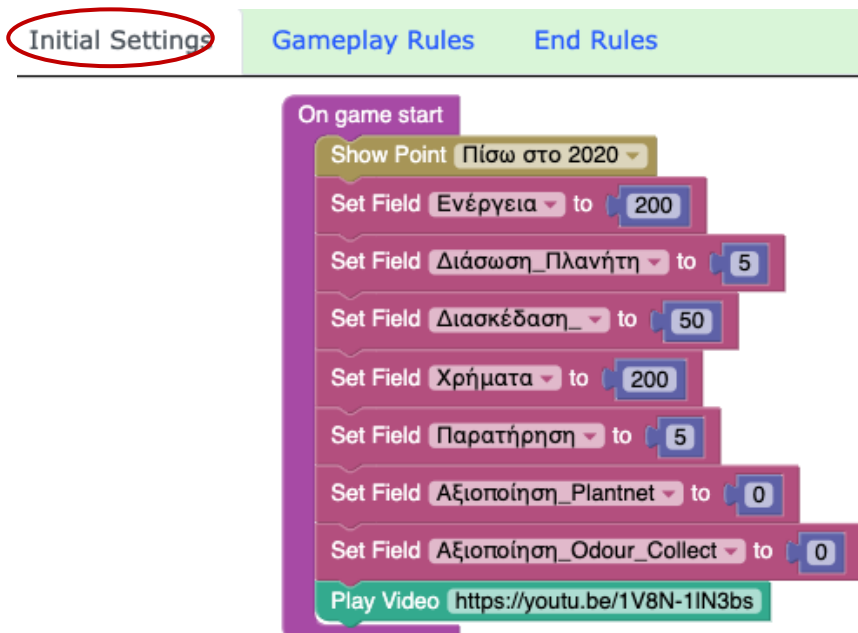 Initial Settings Gameplay Rules End Rules
On game start
Show Point Πίσω στο 2020
Set Field Ενέργεια to 200
Set Field Διάσωση_Πλανήτη to 5
Set Field Διασκέδαση_ to 50
Set Field Χρήματα to 200
Set Field Παρατήρηση to 5
Set Field Αξιοποίηση_Plantnet to 0
Set Field Αξιοποίηση_Odour_Collect to 0
Play Video https://youtu.be/1V8N-1lN3bs